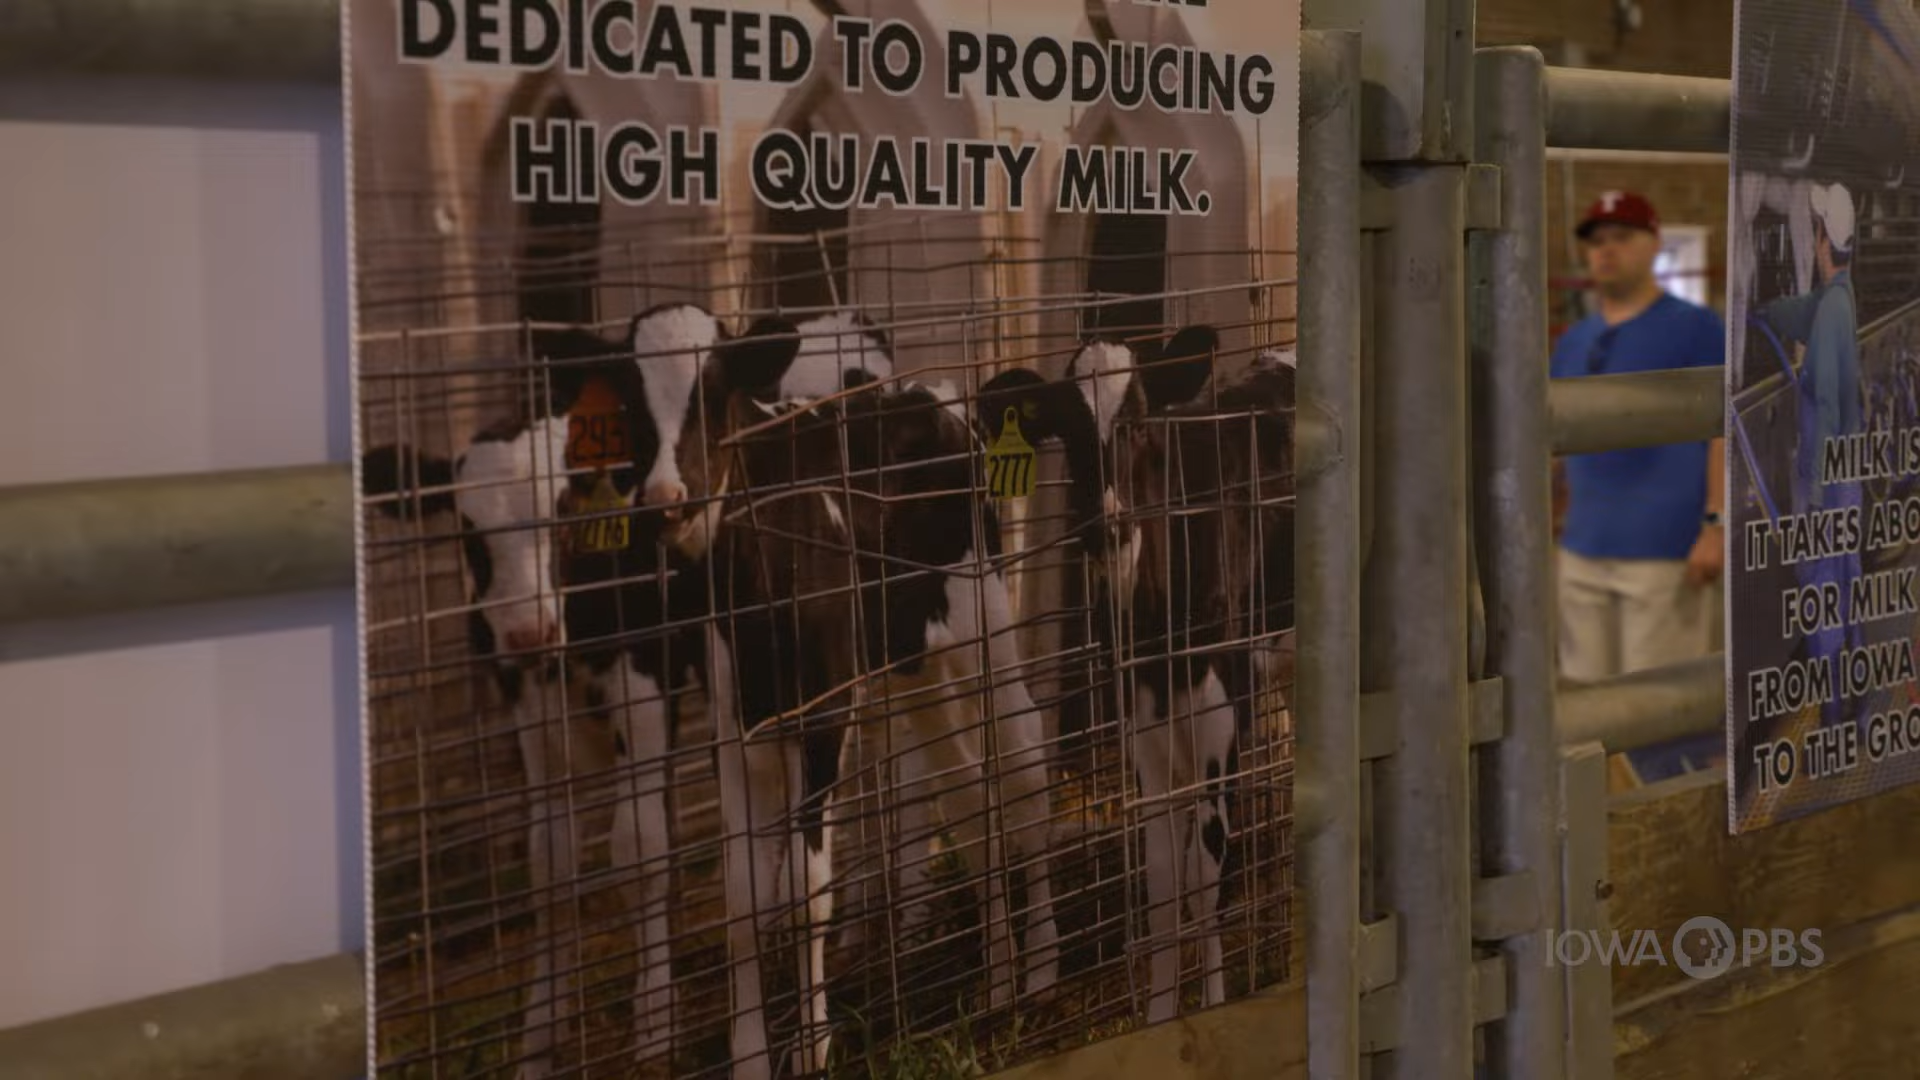 DEDICATED TO PRODUCING
HIGH QUALITY MILK.
293
2777
MILK IS
IT TAKES ABO
FOR MILK
FROM IOWA
TO THE GRO
T
IOWA PBS